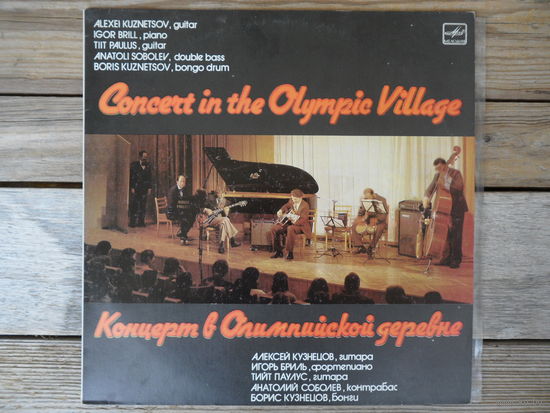 ALEXEI KUZNETSOV, guitar
IGOR BRILL, piano
TIIT PAULUS, guitar
ANATOLI SOBOLEV, double bass
BORIS KUZNETSOV, bongo drum
Concert in the Olympic Village
Концерт в Олимпийской деревне
АЛЕКСЕЙ КУЗНЕЦОВ, гитара
ИГОРЬ БРИЛЬ, фортепиано
ТИЙТ ПАУЛУС, гитара
АНАТОЛИЙ СОБОЛЕВ, контрабас
БОРИС КУЗНЕЦОВ, бонги